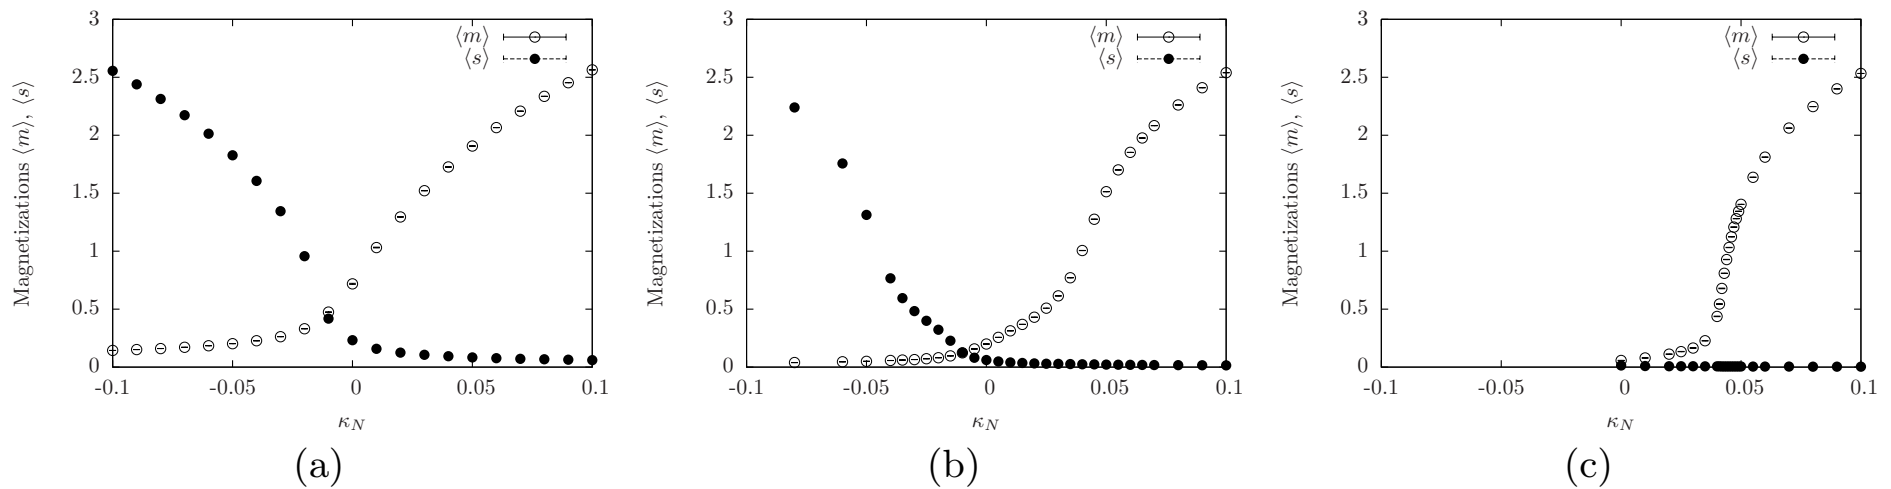 Magnetizations ⟨m⟩, ⟨s⟩
3
2.5
2
1.5
1
0.5
0
-0.1 -0.05 0 0.05 0.1
κ_N
⟨m⟩
⟨s⟩
(a)
Magnetizations ⟨m⟩, ⟨s⟩
3
2.5
2
1.5
1
0.5
0
-0.1 -0.05 0 0.05 0.1
κ_N
⟨m⟩
⟨s⟩
(b)
Magnetizations ⟨m⟩, ⟨s⟩
3
2.5
2
1.5
1
0.5
0
-0.1 -0.05 0 0.05 0.1
κ_N
⟨m⟩
⟨s⟩
(c)